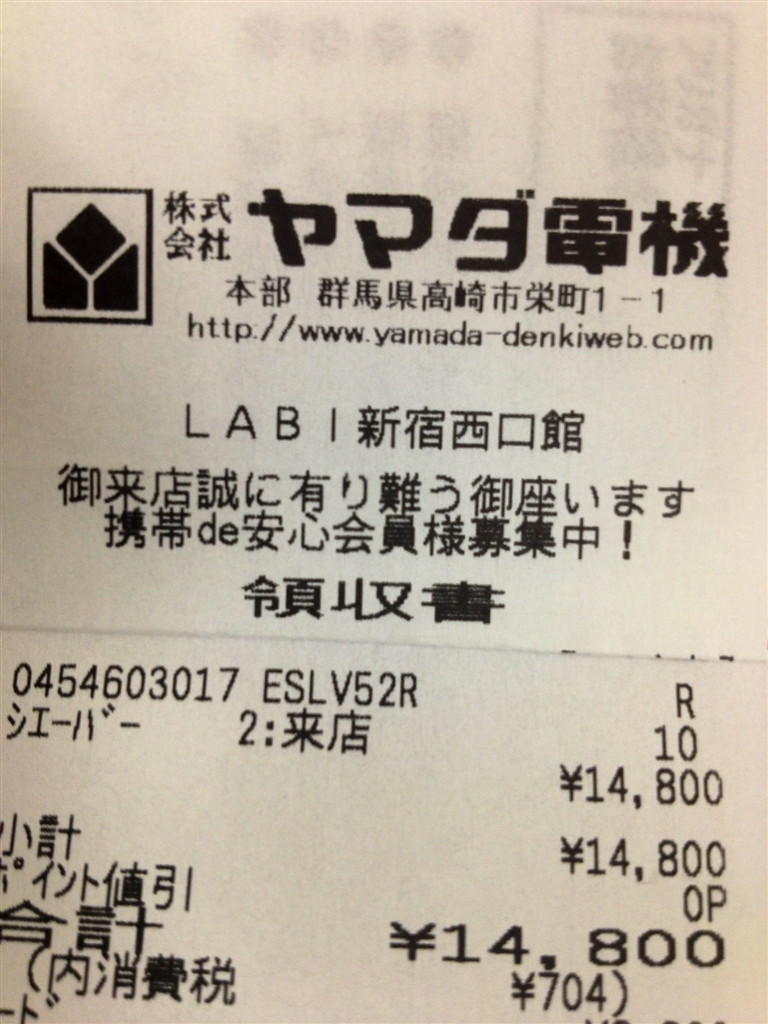 株式会社 ヤマダ電機
本部 群馬県高崎市栄町1-1
http://www.yamada-denkiweb.com
LABI新宿西口館
御来店誠に有り難う御座います
携帯de安心会員様募集中！
領収書
0454603017 ESLV52R R
シェーバー 2:来店 10
¥14,800
小計 ¥14,800
ポイント値引 0P
合計 ¥14,800
(内消費税 ¥704)